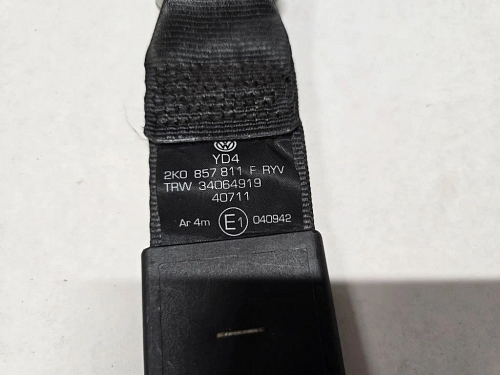 YD4
2K0 857 811 F RYV
TRW 34064919
40711
Ar 4m E1 040942